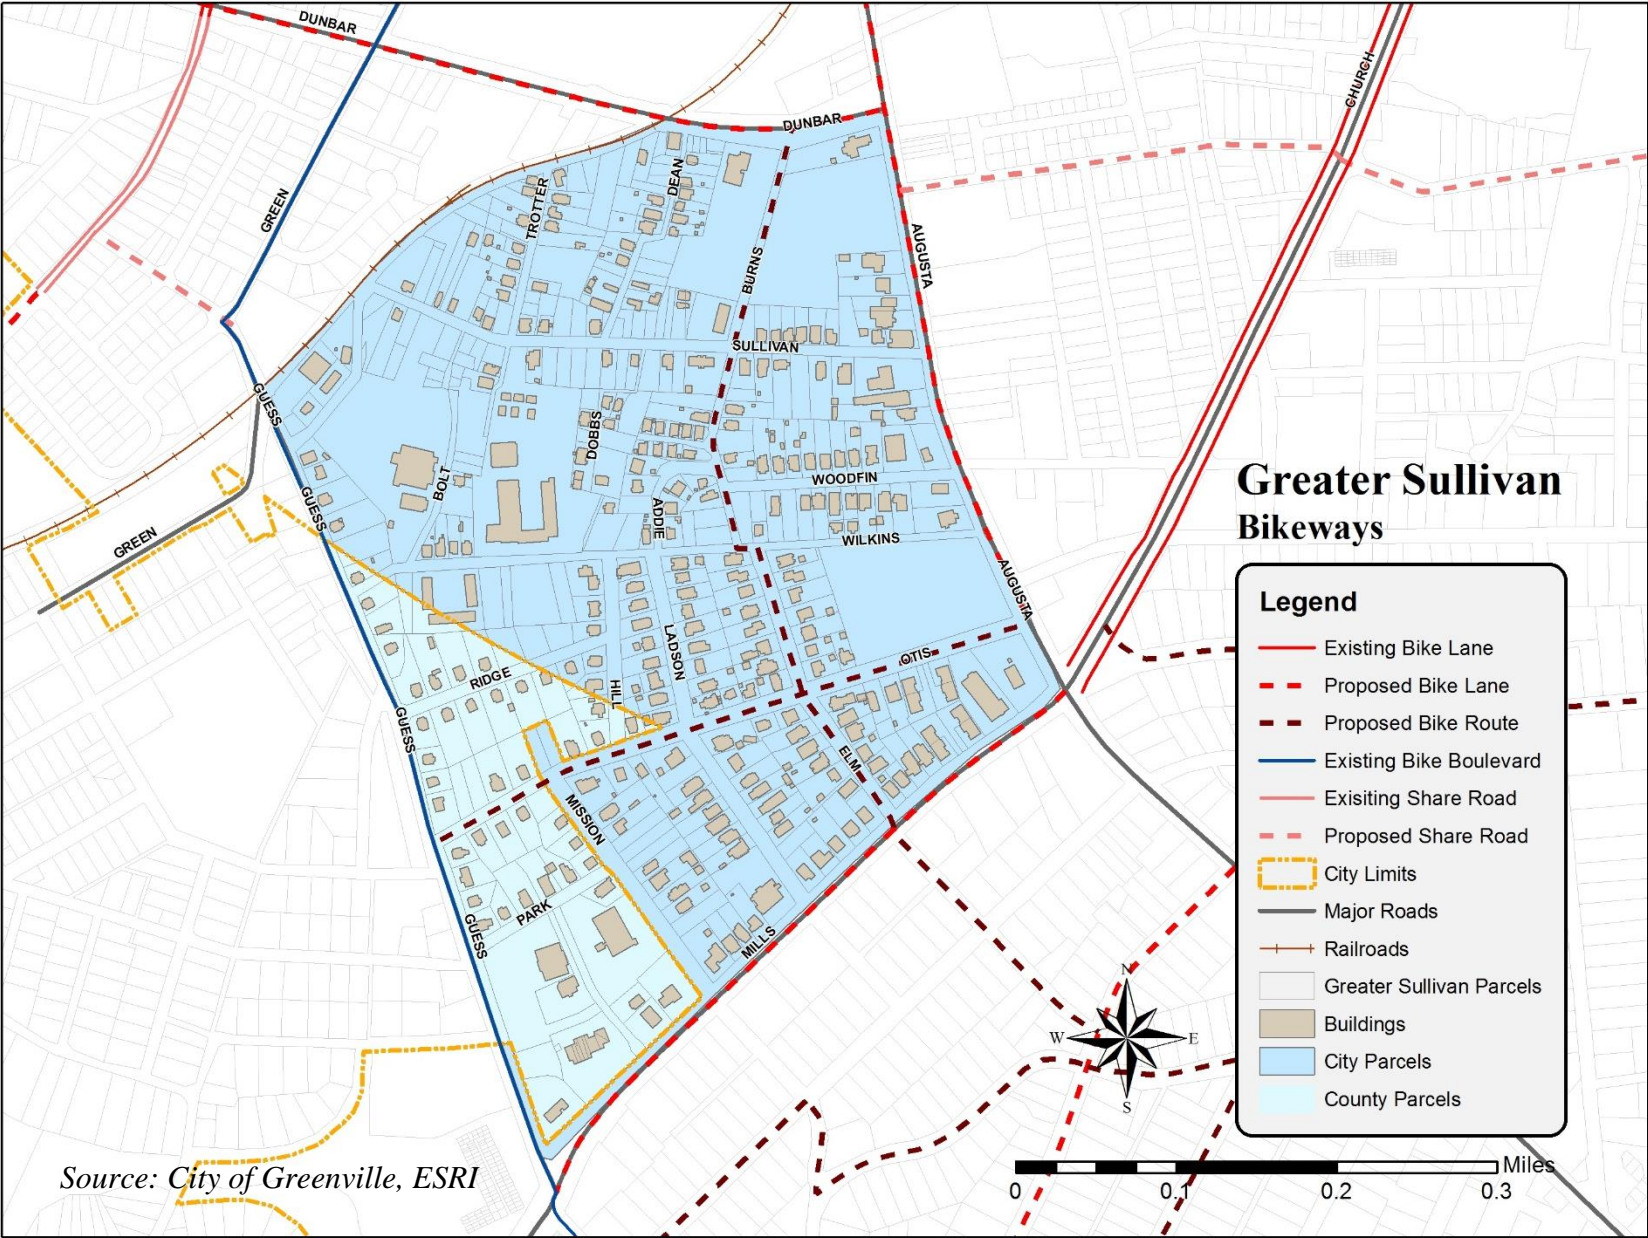 DUNBAR
CHURCH
DUNBAR
DEAN
TROTTER
GREEN
AUGUSTA
BURNS
SULLIVAN
GUESS
DOBBS
WOODFIN
BOLT
GUESS
ADDIE
WILKINS
GREEN
AUGUSTA
LADSON
OTIS
RIDGE
HILL
GUESS
ELM
MISSION
PARK
GUESS
MILLS
Greater Sullivan
Bikeways
Legend
Existing Bike Lane
Proposed Bike Lane
Proposed Bike Route
Existing Bike Boulevard
Exisiting Share Road
Proposed Share Road
City Limits
Major Roads
Railroads
Greater Sullivan Parcels
Buildings
City Parcels
County Parcels
N
W
E
S
Miles
0 0.1 0.2 0.3
Source: City of Greenville, ESRI